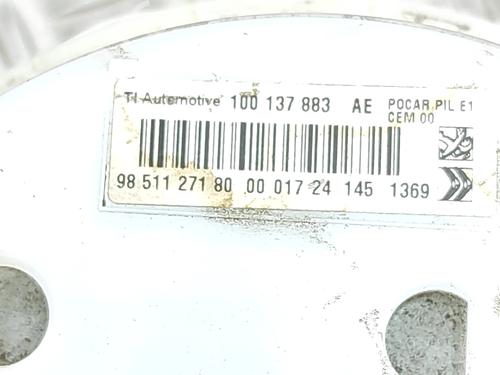 TI Automotive 100 137 883 AE POCAR PIL E1
CEM 00
98 511 271 80 00 017 24 145 1369